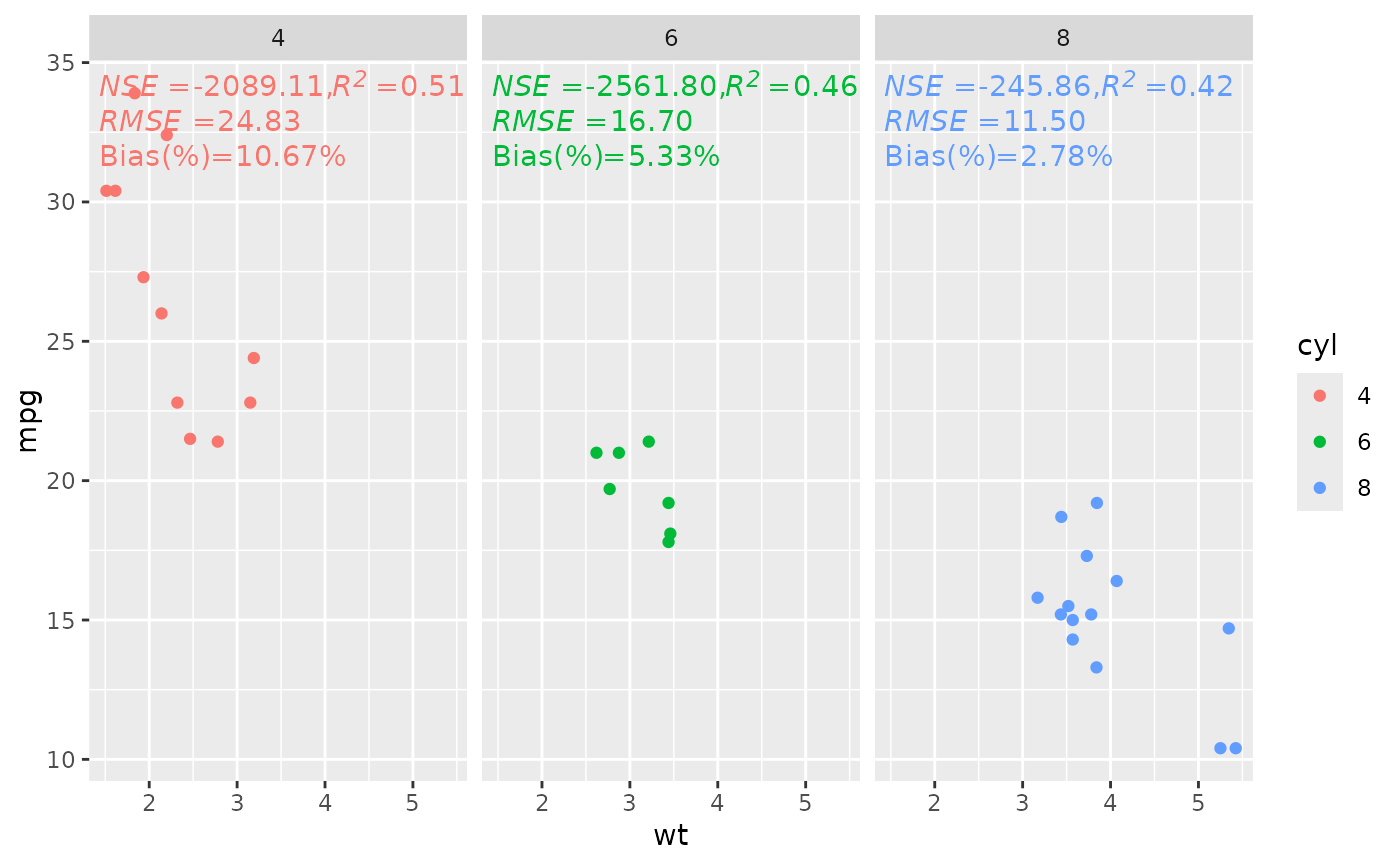 4
6
8
NSE =-2089.11,R² =0.51
RMSE =24.83
Bias(%)=10.67%
NSE =-2561.80,R² =0.46
RMSE =16.70
Bias(%)=5.33%
NSE =-245.86,R² =0.42
RMSE =11.50
Bias(%)=2.78%
35
30
25
20
15
10
mpg
2 3 4 5
2 3 4 5
2 3 4 5
wt
cyl
4
6
8